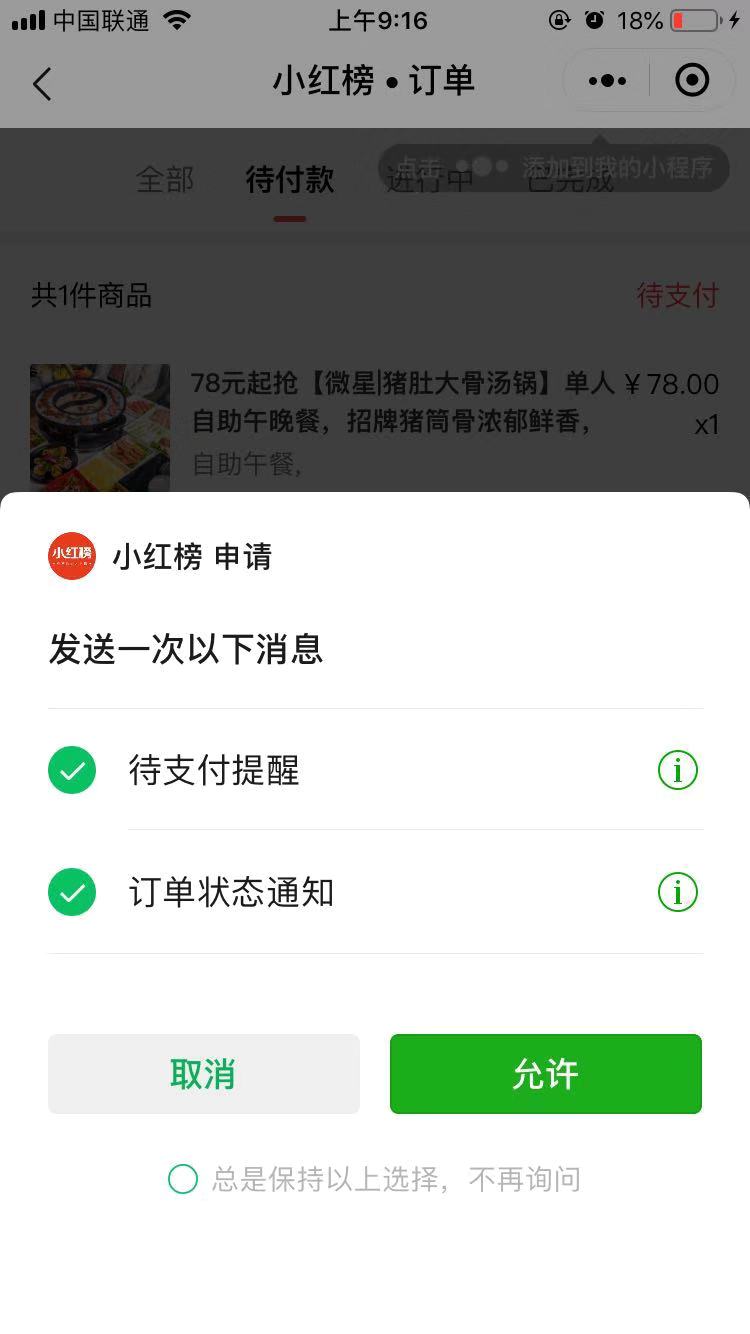 中国联通
上午9:16
18%
小红榜•订单
全部
待付款
进行中
已完成
点击 添加到我的小程序
共1件商品
待支付
78元起抢【微星|猪肚大骨汤锅】单人 ¥78.00
自助午晚餐，招牌猪筒骨浓郁鲜香， x1
自助午餐,
小红榜
小红榜 申请
发送一次以下消息
待支付提醒
订单状态通知
取消
允许
总是保持以上选择，不再询问